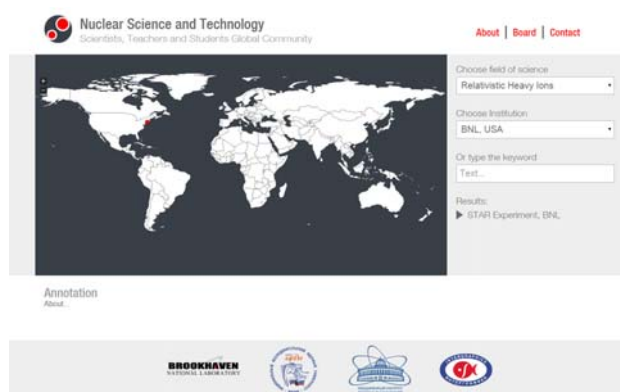 Nuclear Science and Technology
Scientists, Teachers and Students Global Community
About | Board | Contact
Choose field of science
Relativistic Heavy Ions
Choose Institution
BNL, USA
Or type the keyword
Text...
Results:
STAR Experiment, BNL
Annotation
About...
BROOKHAVEN
NATIONAL LABORATORY